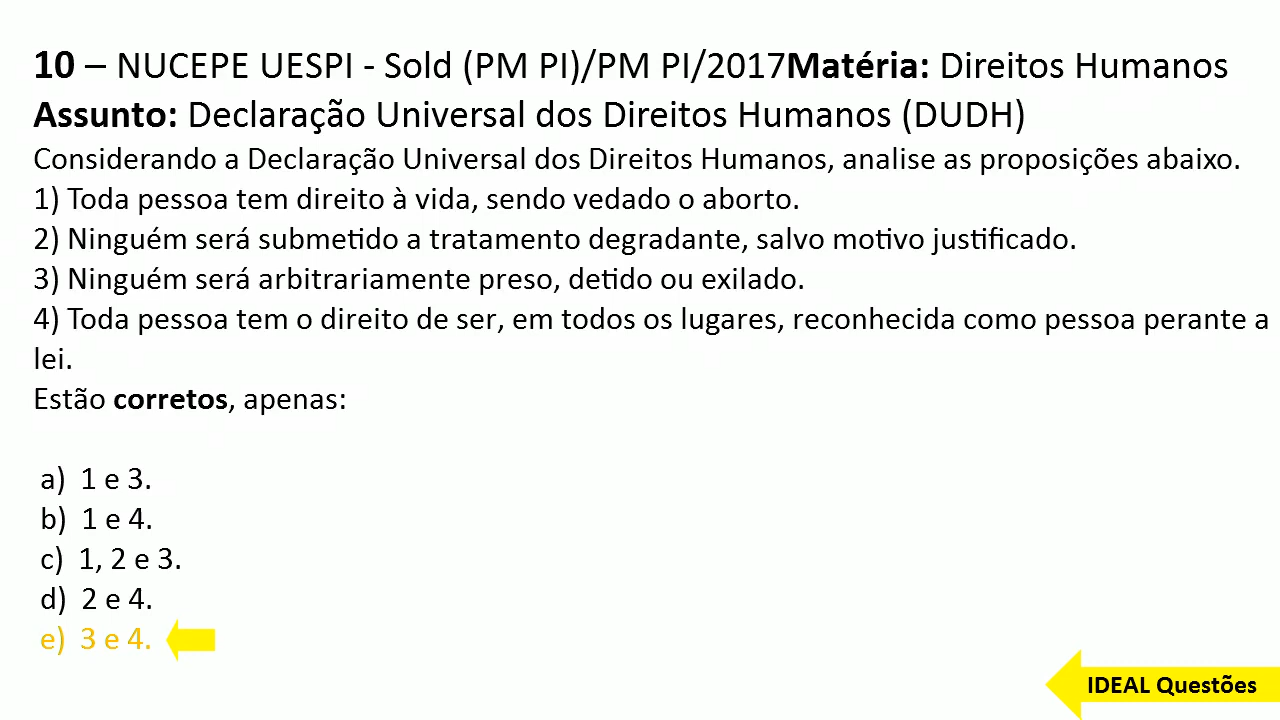 10 – NUCEPE UESPI - Sold (PM PI)/PM PI/2017Matéria: Direitos Humanos
Assunto: Declaração Universal dos Direitos Humanos (DUDH)
Considerando a Declaração Universal dos Direitos Humanos, analise as proposições abaixo.
1) Toda pessoa tem direito à vida, sendo vedado o aborto.
2) Ninguém será submetido a tratamento degradante, salvo motivo justificado.
3) Ninguém será arbitrariamente preso, detido ou exilado.
4) Toda pessoa tem o direito de ser, em todos os lugares, reconhecida como pessoa perante a
lei.
Estão corretos, apenas:
a) 1 e 3.
b) 1 e 4.
c) 1, 2 e 3.
d) 2 e 4.
e) 3 e 4.
IDEAL Questões